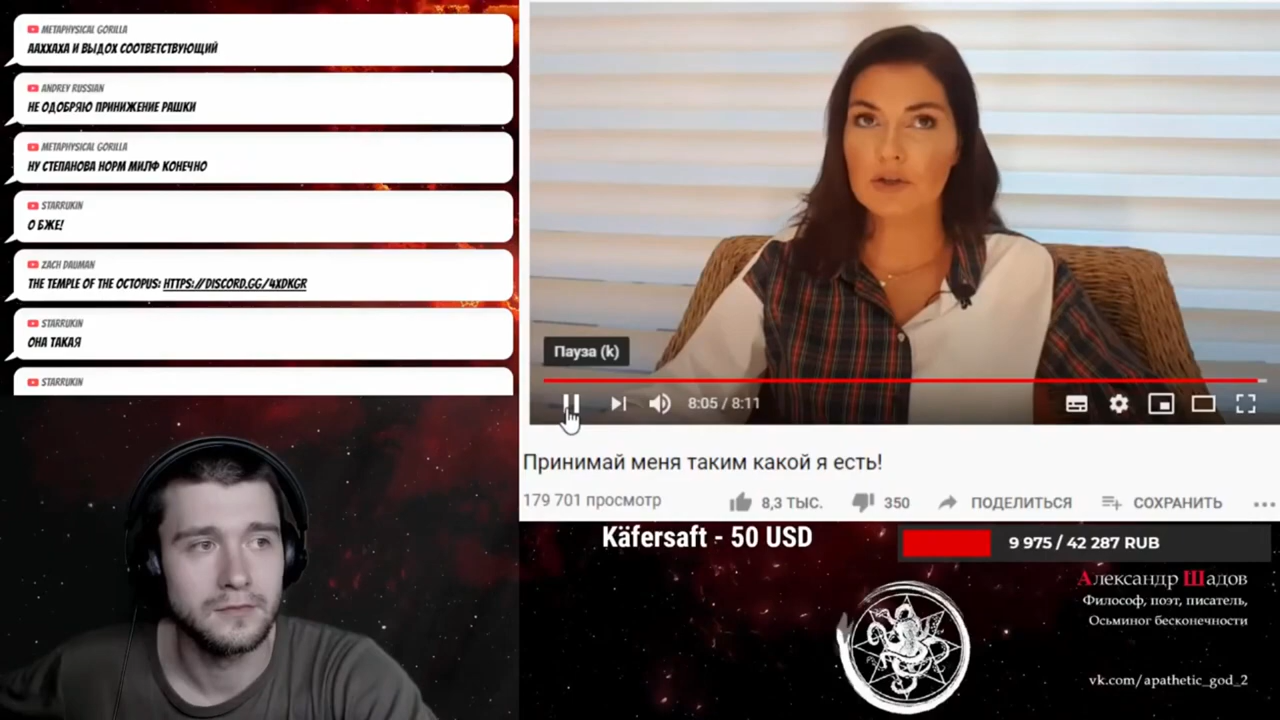 METAPHYSICAL GORILLA
ААХХАХА И ВЫДОХ СООТВЕТСТВУЮЩИЙ
ANDREY RUSSIAN
НЕ ОДОБРЯЮ ПРИНИЖЕНИЕ РАШКИ
METAPHYSICAL GORILLA
НУ СТЕПАНОВА НОРМ МИЛФ КОНЕЧНО
STARRUKIN
О БЖЕ!
ZACH DAUMAN
THE TEMPLE OF THE OCTOPUS: HTTPS://DISCORD.GG/4XDKGR
STARRUKIN
ОНА ТАКАЯ
STARRUKIN
Пауза (k)
8:05 / 8:11
Принимай меня таким какой я есть!
179 701 просмотр
8,3 ТЫС.
350
ПОДЕЛИТЬСЯ
СОХРАНИТЬ
Käfersaft - 50 USD
9 975 / 42 287 RUB
Александр Шадов
Философ, поэт, писатель,
Осьминог бесконечности
vk.com/apathetic_god_2